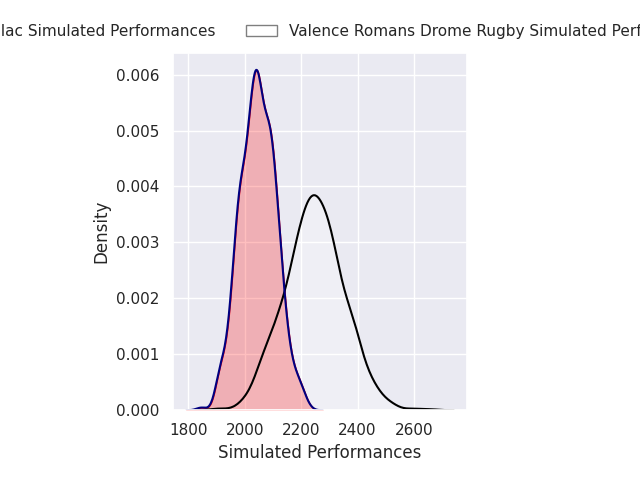 lac Simulated Performances Valence Romans Drome Rugby Simulated Perf
0.006
0.005
0.004
0.003
0.002
0.001
0.000
Density
1800 2000 2200 2400 2600
Simulated Performances